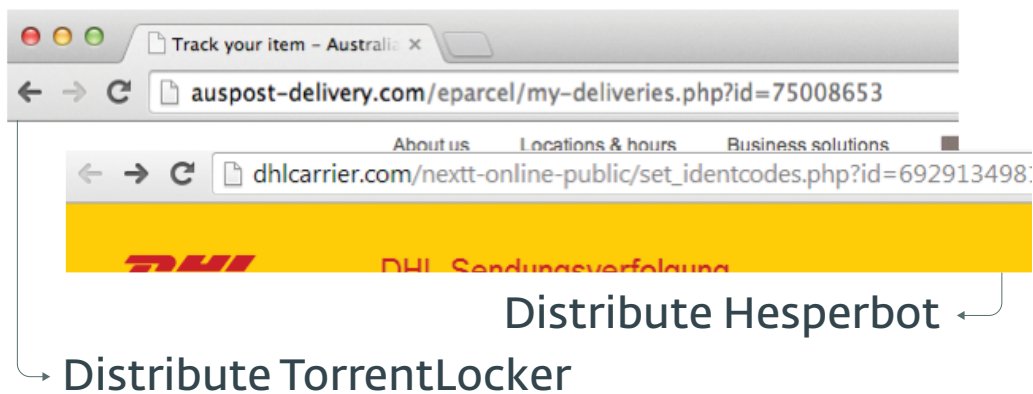 Track your item – Australia
auspost-delivery.com/eparcel/my-deliveries.php?id=75008653
About us Locations & hours Business solutions
dhlcarrier.com/nextt-online-public/set_identcodes.php?id=6929134981
DHL DHL Sendungsverfolgung
Distribute Hesperbot
Distribute TorrentLocker